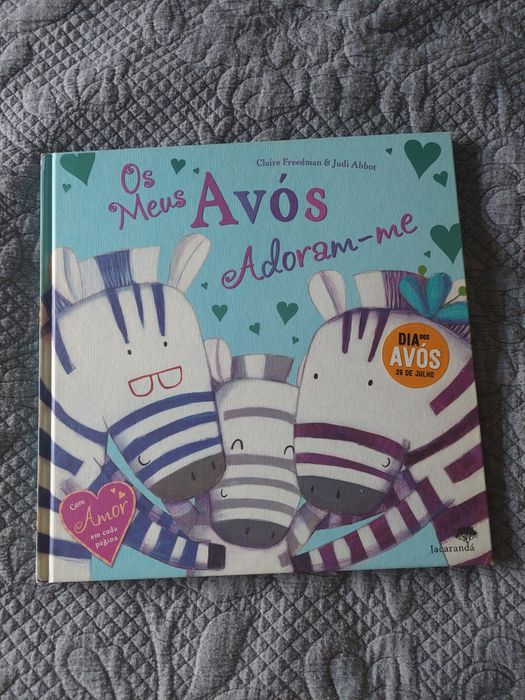 Claire Freedman & Judi Abbot
Os
Meus
Avós
Adoram-me
DIA DOS
AVÓS
26 DE JULHO
Com
Amor
em cada
página
Jacarandá